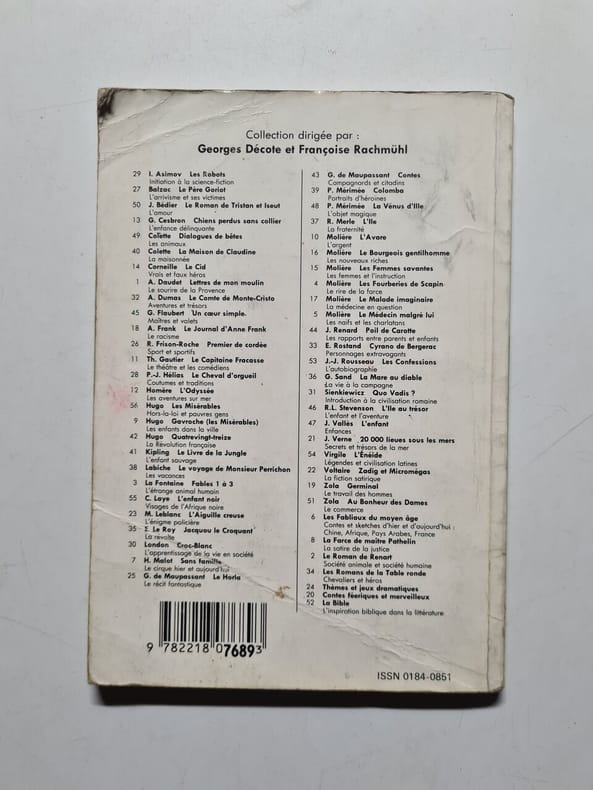 Collection dirigée par :
Georges Décote et Françoise Rachmühl
29 I. Asimov Les Robots
Initiation à la science-fiction
27 Balzac Le Père Goriot
L'arrivisme et ses victimes
50 J. Bédier Le Roman de Tristan et Iseut
L'amour
13 G. Cesbron Chiens perdus sans collier
L'enfance délinquante
49 Colette Dialogues de bêtes
Les animaux
40 Colette La Maison de Claudine
La maisonnée
14 Corneille Le Cid
Vrais et faux héros
1 A. Daudet Lettres de mon moulin
Le sourire de la Provence
32 A. Dumas Le Comte de Monte-Cristo
Aventures et trésors
45 G. Flaubert Un cœur simple.
Maîtres et valets
18 A. Frank Le Journal d'Anne Frank
Le racisme
26 R. Frison-Roche Premier de cordée
Sport et sportifs
11 Th. Gautier Le Capitaine Fracasse
Le théâtre et les comédiens
28 P.-J. Hélias Le Cheval d'orgueil
Coutumes et traditions
12 Homère L'Odyssée
Les aventures sur mer
56 Hugo Les Misérables
Hors-la-loi et pauvres gens
9 Hugo Gavroche (les Misérables)
Les enfants dans la ville
42 Hugo Quatrevingt-treize
La Révolution française
41 Kipling Le Livre de la Jungle
L'enfant sauvage
38 Labiche Le voyage de Monsieur Perrichon
Les vacances
3 La Fontaine Fables 1 à 3
L'étrange animal humain
55 C. Laye L'enfant noir
Visages de l'Afrique noire
23 M. Leblanc L'Aiguille creuse
L'énigme policière
35 E. Le Roy Jacquou le Croquant
La révolte
30 London Croc-Blanc
L'apprentissage de la vie en société
7 H. Malot Sans famille
Le cirque hier et aujourd'hui
25 G. de Maupassant Le Horla
Le récit fantastique
43 G. de Maupassant Contes
Campagnards et citadins
39 P. Mérimée Colomba
Portraits d'héroïnes
48 P. Mérimée La Vénus d'Ille
L'objet magique
37 R. Merle L'Ile
La fraternité
10 Molière L'Avare
L'argent
16 Molière Le Bourgeois gentilhomme
Les nouveaux riches
15 Molière Les Femmes savantes
Les femmes et l'instruction
4 Molière Les Fourberies de Scapin
Le rire de la farce
17 Molière Le Malade imaginaire
La médecine en question
5 Molière Le Médecin malgré lui
Les naïfs et les charlatans
44 J. Renard Poil de Carotte
Les rapports entre parents et enfants
33 E. Rostand Cyrano de Bergerac
Personnages extravagants
53 J.-J. Rousseau Les Confessions
L'autobiographie
36 G. Sand La Mare au diable
La vie à la campagne
31 Sienkiewicz Quo Vadis ?
Introduction à la civilisation romaine
46 R.L. Stevenson L'Ile au trésor
L'enfant et l'aventure
47 J. Vallès L'enfant
Enfances
21 J. Verne 20 000 lieues sous les mers
Secrets et trésors de la mer
54 Virgile L'Énéide
Légendes et civilisation latines
22 Voltaire Zadig et Micromégas
La fiction satirique
19 Zola Germinal
Le travail des hommes
51 Zola Au Bonheur des Dames
Le commerce
6 Les Fabliaux du moyen âge
Contes et sketches d'hier et d'aujourd'hui :
Chine, Afrique, Pays Arabes, France
8 La Farce de maître Pathelin
La satire de la justice
2 Le Roman de Renart
Société animale et société humaine
34 Les Romans de la Table ronde
Chevaliers et héros
24 Thèmes et jeux dramatiques
20 Contes féeriques et merveilleux
52 La Bible
L'inspiration biblique dans la littérature
9 782218 076893
ISSN 0184-0851